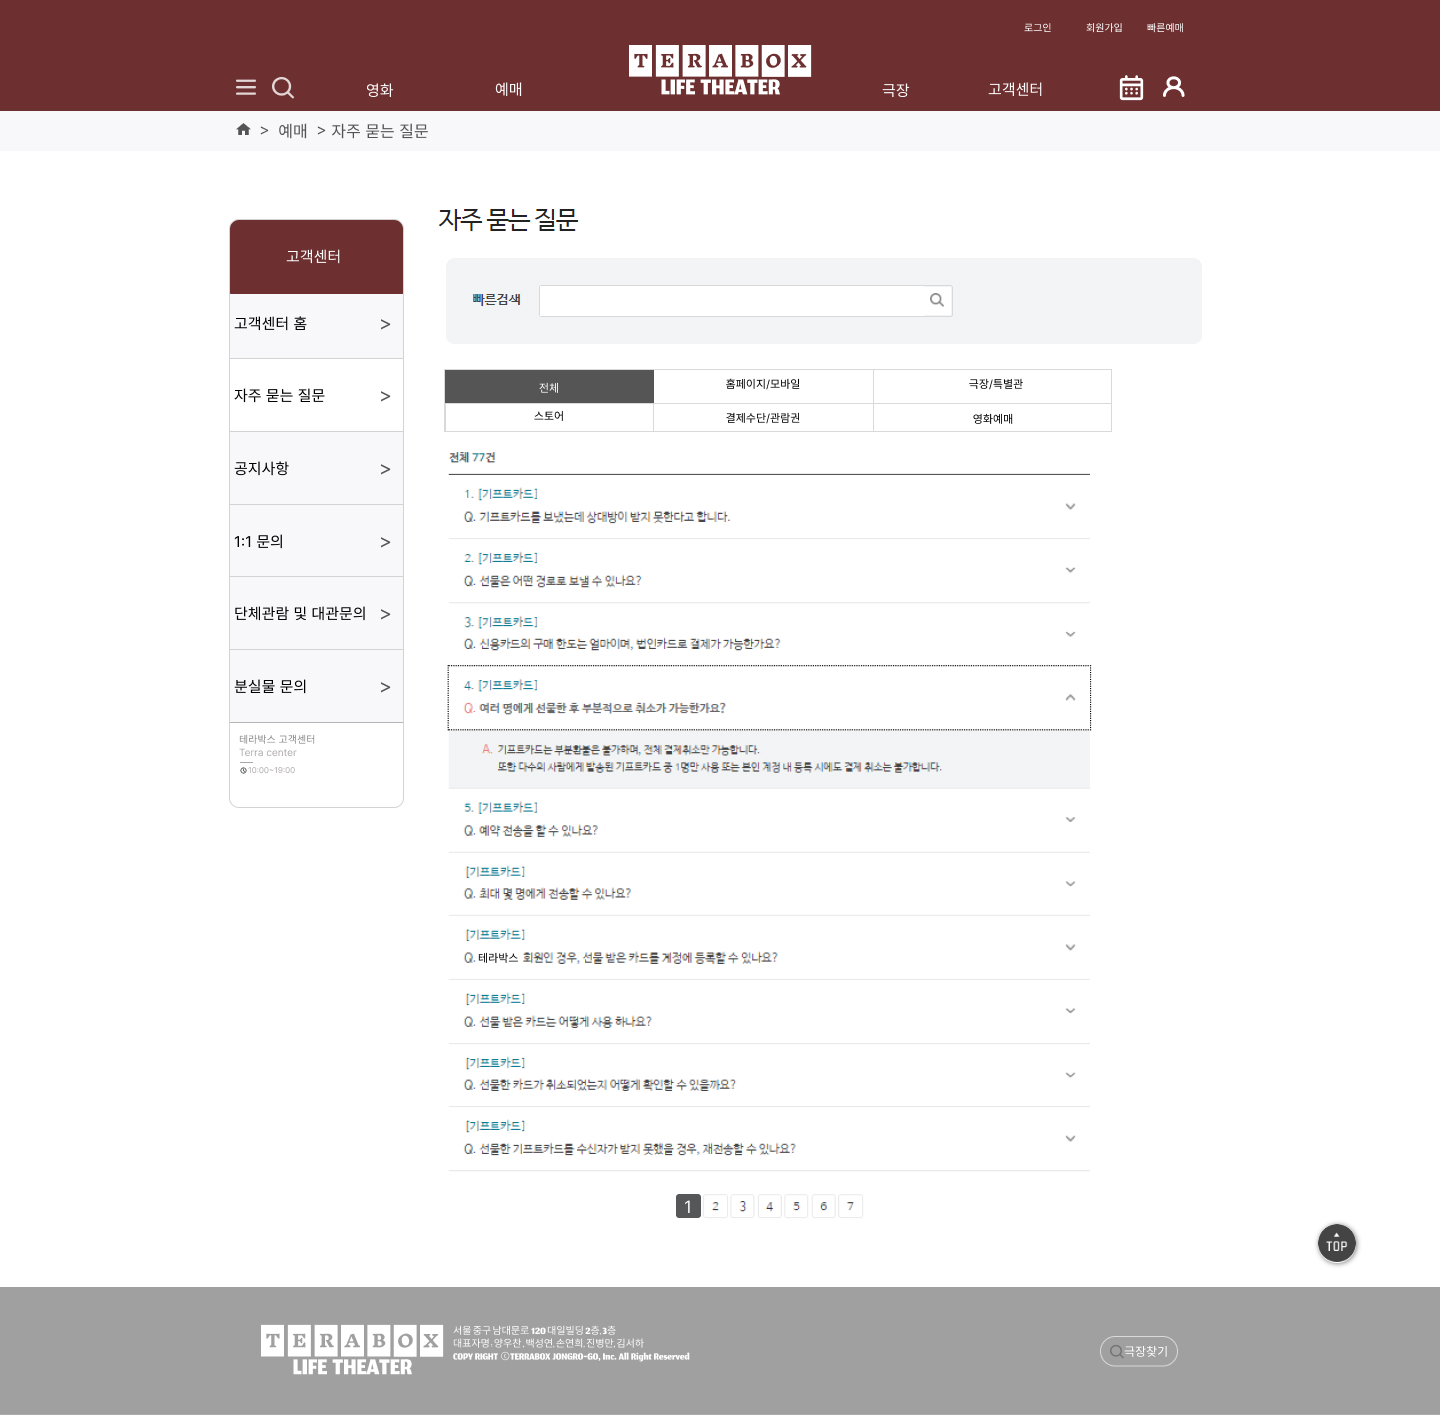 로그인 회원가입 빠른예매
TERABOX
LIFE THEATER
영화 예매 극장 고객센터
> 예매 > 자주 묻는 질문
자주 묻는 질문
고객센터
고객센터 홈 >
자주 묻는 질문 >
공지사항 >
1:1 문의 >
단체관람 및 대관문의 >
분실물 문의 >
테라박스 고객센터
Terra center
10:00~19:00
빠른검색
전체 홈페이지/모바일 극장/특별관
스토어 결제수단/관람권 영화예매
전체 77건
1. [기프트카드]
Q. 기프트카드를 보냈는데 상대방이 받지 못한다고 합니다.
2. [기프트카드]
Q. 선물은 어떤 경로로 보낼 수 있나요?
3. [기프트카드]
Q. 신용카드의 구매 한도는 얼마이며, 법인카드로 결제가 가능한가요?
4. [기프트카드]
Q. 여러 명에게 선물한 후 부분적으로 취소가 가능한가요?
A. 기프트카드는 부분환불은 불가하며, 전체 결제취소만 가능합니다.
또한 다수의 사람에게 발송된 기프트카드 중 1명만 사용 또는 본인 계정 내 등록 시에도 결제 취소는 불가합니다.
5. [기프트카드]
Q. 예약 전송을 할 수 있나요?
[기프트카드]
Q. 최대 몇 명에게 전송할 수 있나요?
[기프트카드]
Q. 테라박스 회원인 경우, 선물 받은 카드를 계정에 등록할 수 있나요?
[기프트카드]
Q. 선물 받은 카드는 어떻게 사용 하나요?
[기프트카드]
Q. 선물한 카드가 취소되었는지 어떻게 확인할 수 있을까요?
[기프트카드]
Q. 선물한 기프트카드를 수신자가 받지 못했을 경우, 재전송할 수 있나요?
1 2 3 4 5 6 7
TOP
TERABOX
LIFE THEATER
서울 중구 남대문로 120 대일빌딩 2층, 3층
대표자명 : 양우찬, 백성연, 손연희, 진병만, 김서하
COPY RIGHT ⓒTERRABOX JONGRO-GO, Inc. All Right Reserved
극장찾기